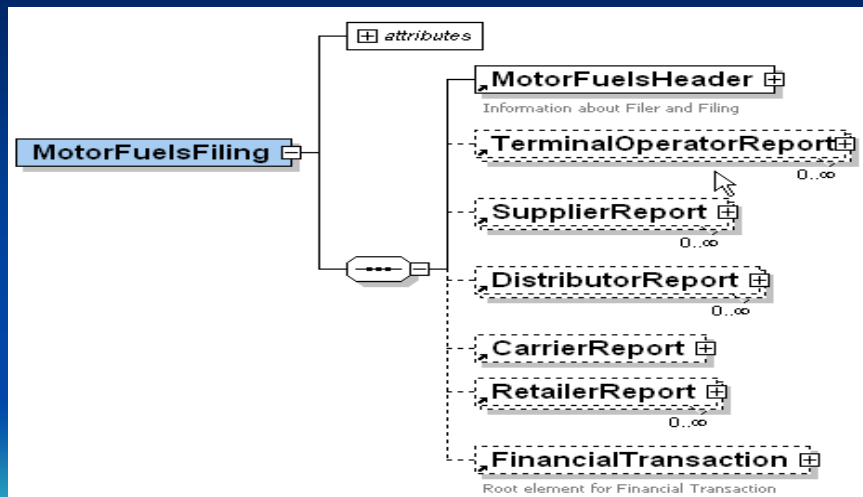 attributes
MotorFuelsHeader
Information about Filer and Filing
MotorFuelsFiling
TerminalOperatorReport
0..∞
SupplierReport
0..∞
DistributorReport
0..∞
CarrierReport
RetailerReport
0..∞
FinancialTransaction
Root element for Financial Transaction